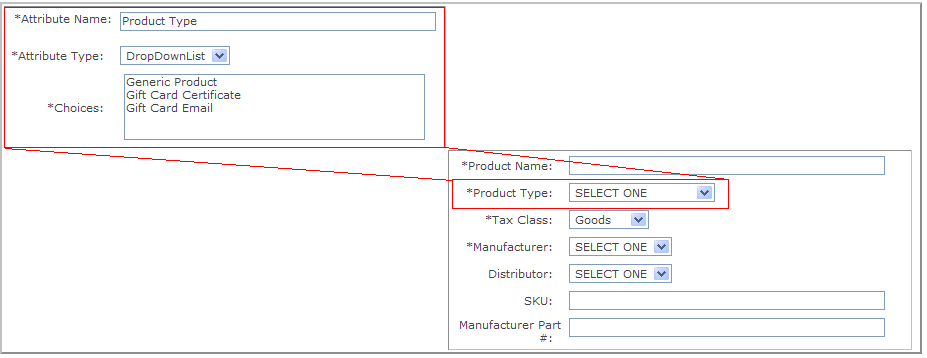 *Attribute Name: Product Type
*Attribute Type: DropDownList
*Choices:
Generic Product
Gift Card Certificate
Gift Card Email
*Product Name:
*Product Type: SELECT ONE
*Tax Class: Goods
*Manufacturer: SELECT ONE
Distributor: SELECT ONE
SKU:
Manufacturer Part
#: